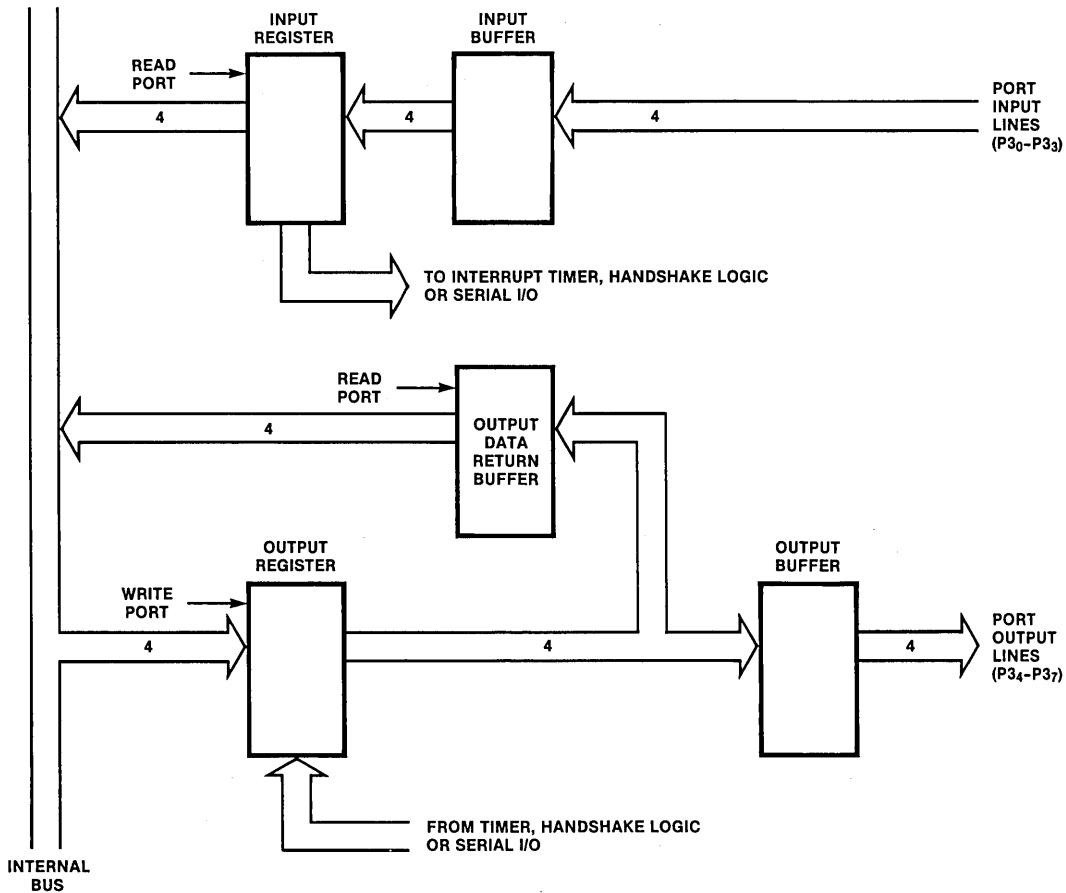 INPUT
REGISTER
INPUT
BUFFER
READ
PORT
4
4
4
PORT
INPUT
LINES
(P3₀-P3₃)
TO INTERRUPT TIMER, HANDSHAKE LOGIC
OR SERIAL I/O
READ
PORT
OUTPUT
DATA
RETURN
BUFFER
4
OUTPUT
REGISTER
OUTPUT
BUFFER
WRITE
PORT
4
4
4
PORT
OUTPUT
LINES
(P3₄-P3₇)
FROM TIMER, HANDSHAKE LOGIC
OR SERIAL I/O
INTERNAL
BUS